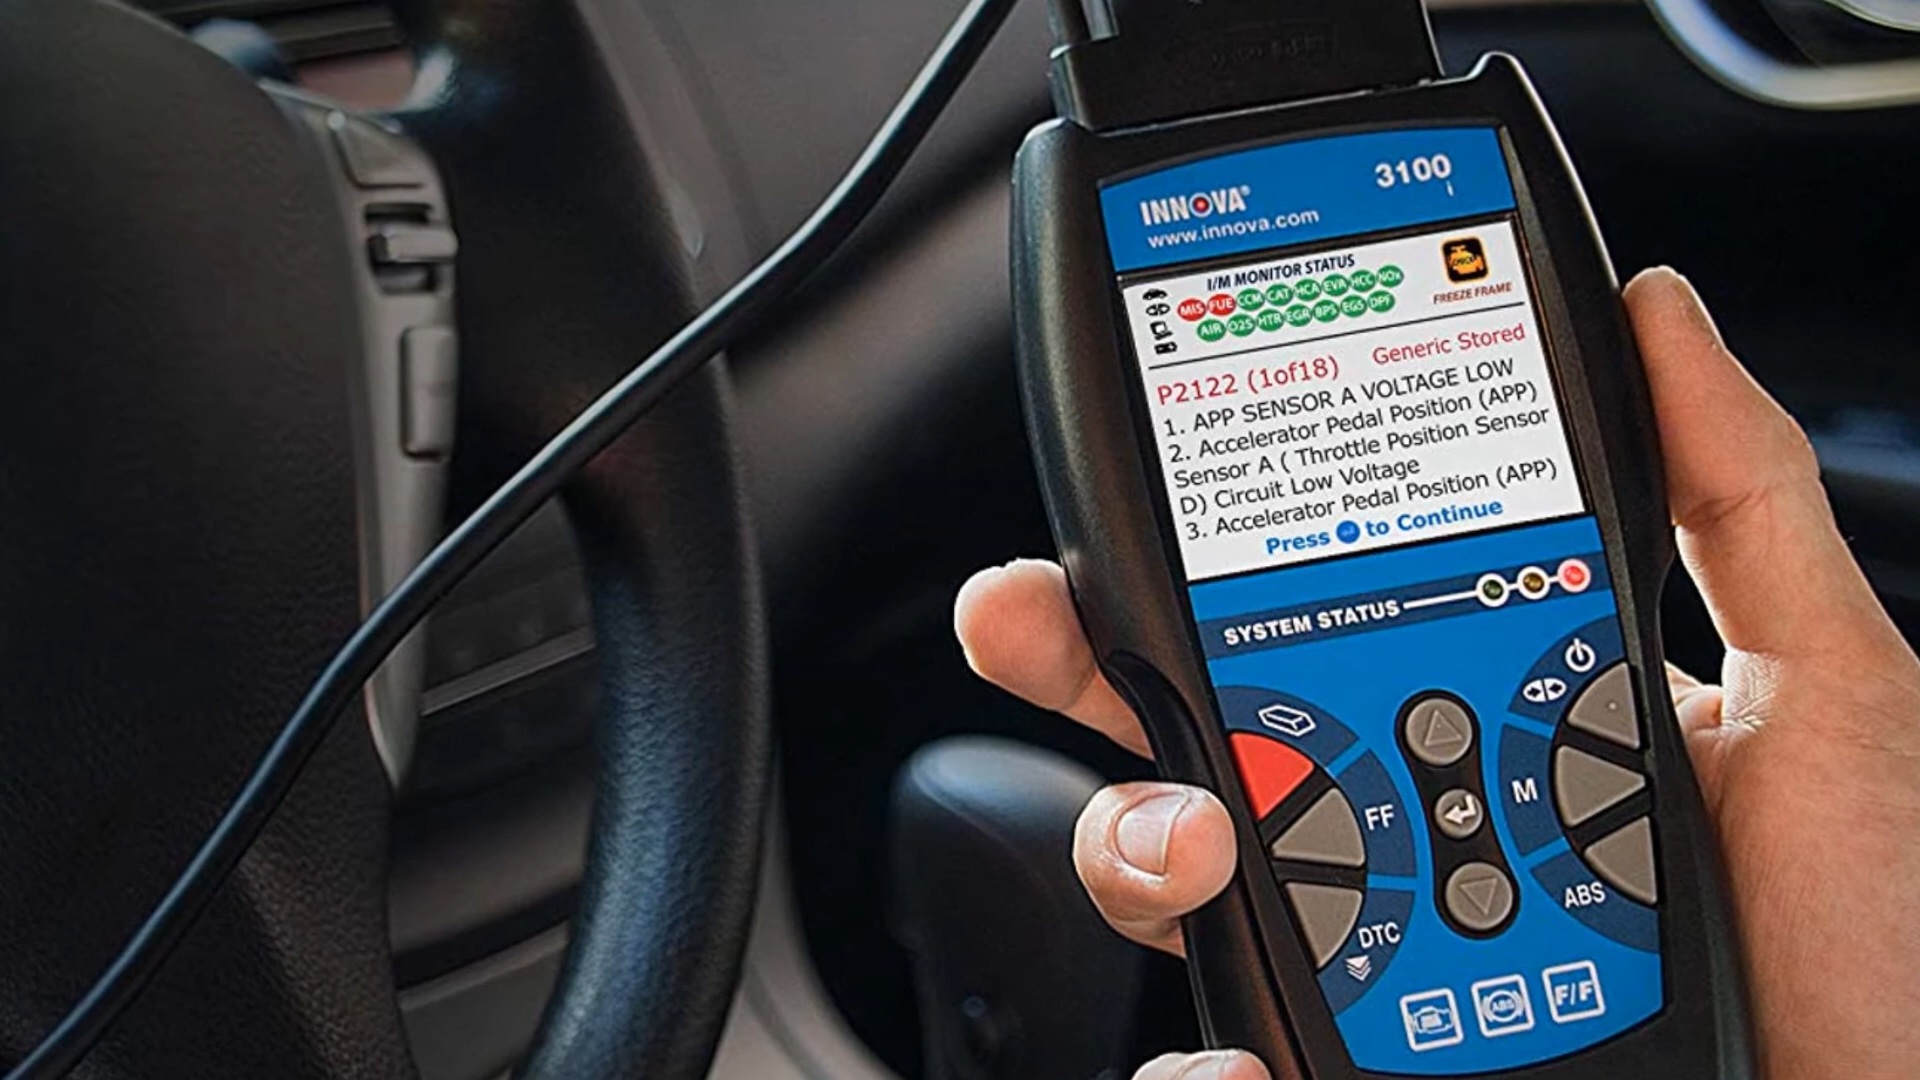 INNOVA®
3100
i
www.innova.com
I/M MONITOR STATUS
MIS FUE CCM CAT HCA EVA HCC NOx
AIR O2S HTR EGR BPS EGS DPF
CHECK
FREEZE FRAME
P2122 (1of18) Generic Stored
1. APP SENSOR A VOLTAGE LOW
2. Accelerator Pedal Position (APP)
Sensor A ( Throttle Position Sensor
D) Circuit Low Voltage
3. Accelerator Pedal Position (APP)
Press to Continue
SYSTEM STATUS
FF
M
DTC
ABS
ABS
F/F